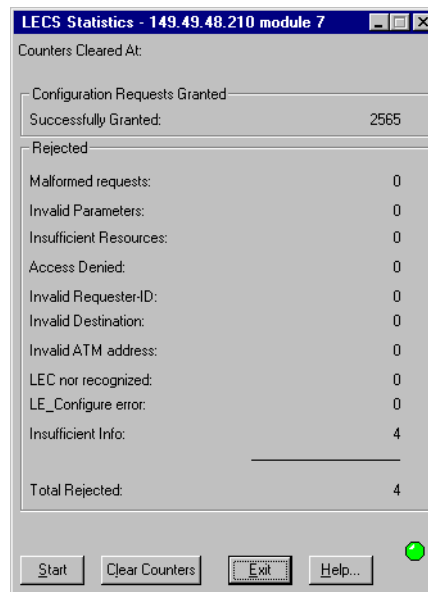 LECS Statistics - 149.49.48.210 module 7
Counters Cleared At:
Configuration Requests Granted
Successfully Granted: 2565
Rejected
Malformed requests: 0
Invalid Parameters: 0
Insufficient Resources: 0
Access Denied: 0
Invalid Requester-ID: 0
Invalid Destination: 0
Invalid ATM address: 0
LEC nor recognized: 0
LE_Configure error: 0
Insufficient Info: 4
Total Rejected: 4
Start Clear Counters Exit Help...